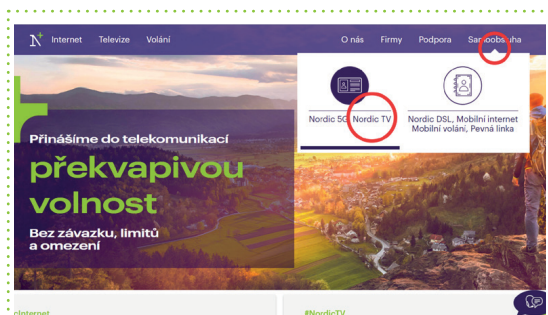 N+ Internet Televize Volání O nás Firmy Podpora Samoobsluha
Nordic 5G, Nordic TV
Nordic DSL, Mobilní internet
Mobilní volání, Pevná linka
Přinášíme do telekomunikací
překvapivou
volnost
Bez závazku, limitů
a omezení
#NordicTV